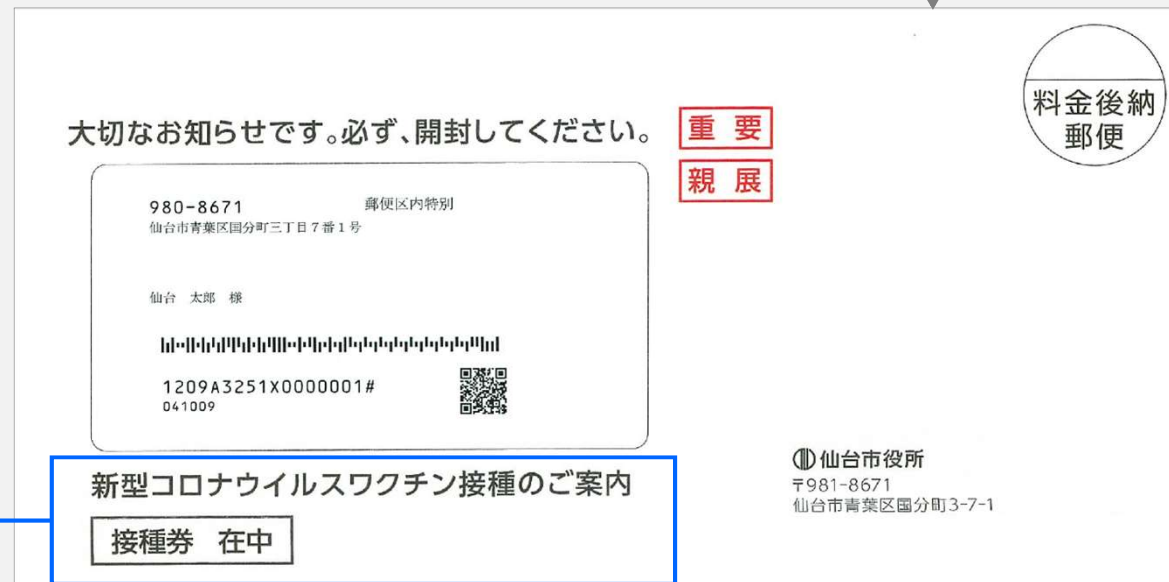 料金後納
郵便
大切なお知らせです。必ず、開封してください。
重要
親展
980-8671 郵便区内特別
仙台市青葉区国分町三丁目7番1号
仙台 太郎 様
1209A3251X0000001#
041009
新型コロナウイルスワクチン接種のご案内
接種券 在中
仙台市役所
〒981-8671
仙台市青葉区国分町3-7-1